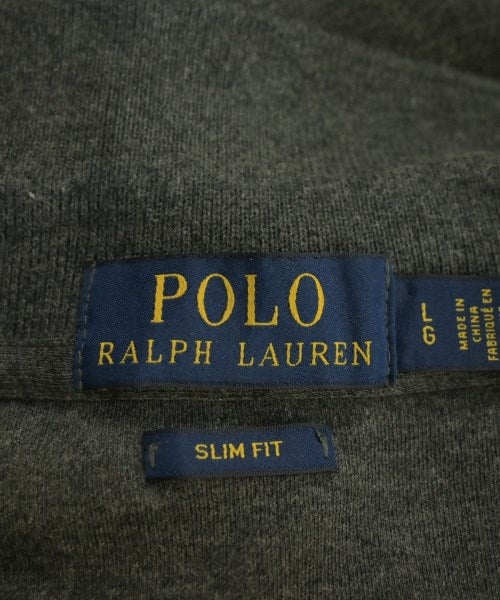 POLO
RALPH LAUREN
L
G
MADE IN
CHINA
FABRIQUÉ EN
SLIM FIT